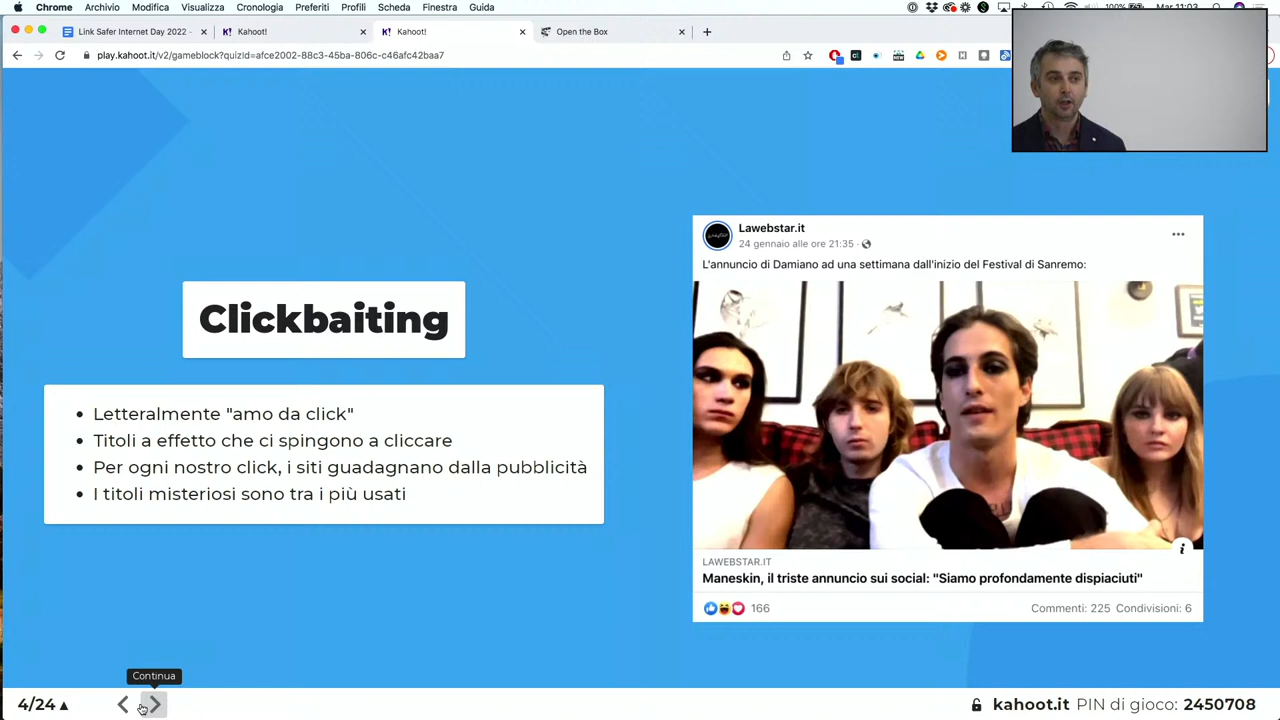 Chrome Archivio Modifica Visualizza Cronologia Preferiti Profili Scheda Finestra Guida 100% Mar 11:03
Link Safer Internet Day 2022 - Kahoot! Kahoot! Open the Box
play.kahoot.it/v2/gameblock?quizId=afce2002-88c3-45ba-806c-c46afc42baa7
Lawebstar.it
24 gennaio alle ore 21:35
L'annuncio di Damiano ad una settimana dall'inizio del Festival di Sanremo:
Clickbaiting
Letteralmente "amo da click"
Titoli a effetto che ci spingono a cliccare
Per ogni nostro click, i siti guadagnano dalla pubblicità
I titoli misteriosi sono tra i più usati
LAWEBSTAR.IT
Maneskin, il triste annuncio sui social: "Siamo profondamente dispiaciuti"
166 Commenti: 225 Condivisioni: 6
Continua
4/24 kahoot.it PIN di gioco: 2450708